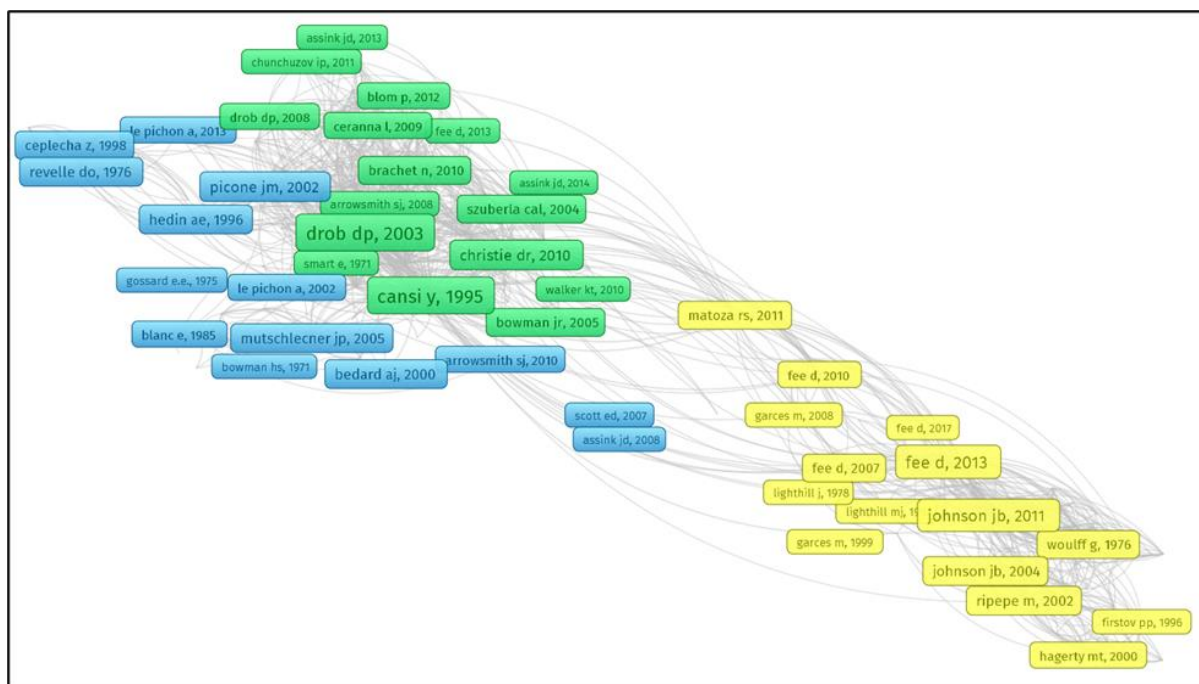 assink jd, 2013
chunchuzov ip, 2011
blom p, 2012
drob dp, 2008
ceranna l, 2009
fee d, 2013
le pichon a, 2013
ceplecha z, 1998
revelle do, 1976
brachet n, 2010
picone jm, 2002
assink jd, 2014
arrowsmith sj, 2008
szuberla cal, 2004
hedin ae, 1996
drob dp, 2003
christie dr, 2010
smart e, 1971
gossard e.e., 1975
le pichon a, 2002
cansi y, 1995
walker kt, 2010
matoza rs, 2011
bowman jr, 2005
blanc e, 1985
mutschlecner jp, 2005
arrowsmith sj, 2010
bowman hs, 1971
bedard aj, 2000
fee d, 2010
scott ed, 2007
garces m, 2008
fee d, 2017
assink jd, 2008
fee d, 2007
fee d, 2013
lighthill j, 1978
lighthill mj, 19
johnson jb, 2011
garces m, 1999
woulff g, 1976
johnson jb, 2004
ripepe m, 2002
firstov pp, 1996
hagerty mt, 2000